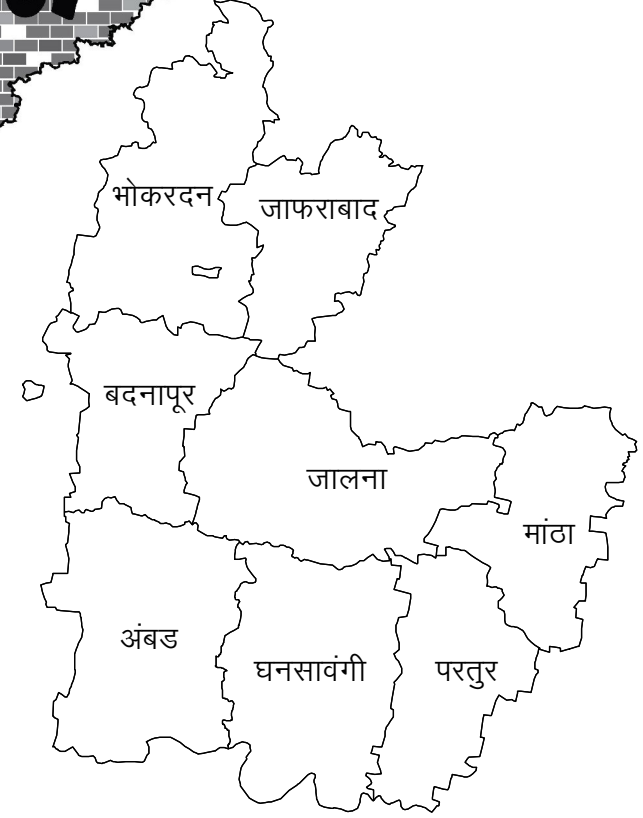 भोकरदन
जाफराबाद
बदनापूर
जालना
मांठा
अंबड
घनसावंगी
परतुर